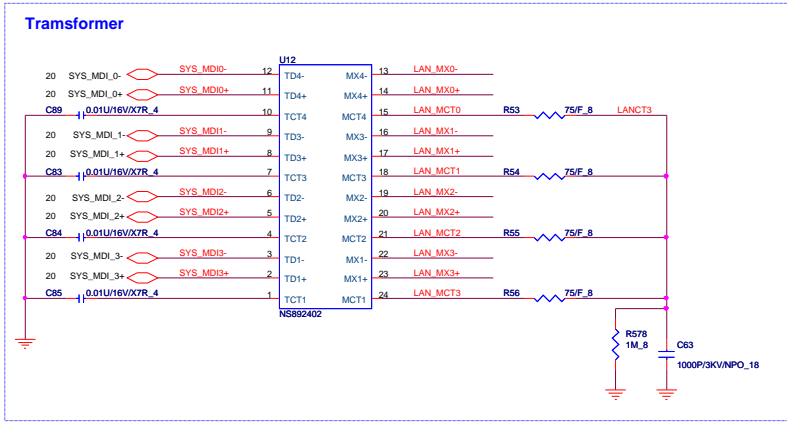 Tramsformer
U12
20 SYS_MDI_0- SYS_MDI0- 12 TD4- MX4- 13 LAN_MX0-
20 SYS_MDI_0+ SYS_MDI0+ 11 TD4+ MX4+ 14 LAN_MX0+
C89 0.01U/16V/X7R_4 10 TCT4 MCT4 15 LAN_MCT0 R53 75/F_8 LANCT3
20 SYS_MDI_1- SYS_MDI1- 9 TD3- MX3- 16 LAN_MX1-
20 SYS_MDI_1+ SYS_MDI1+ 8 TD3+ MX3+ 17 LAN_MX1+
C83 0.01U/16V/X7R_4 7 TCT3 MCT3 18 LAN_MCT1 R54 75/F_8
20 SYS_MDI_2- SYS_MDI2- 6 TD2- MX2- 19 LAN_MX2-
20 SYS_MDI_2+ SYS_MDI2+ 5 TD2+ MX2+ 20 LAN_MX2+
C84 0.01U/16V/X7R_4 4 TCT2 MCT2 21 LAN_MCT2 R55 75/F_8
20 SYS_MDI_3- SYS_MDI3- 3 TD1- MX1- 22 LAN_MX3-
20 SYS_MDI_3+ SYS_MDI3+ 2 TD1+ MX1+ 23 LAN_MX3+
C85 0.01U/16V/X7R_4 1 TCT1 MCT1 24 LAN_MCT3 R56 75/F_8
NS892402
R578
1M_8 C63
1000P/3KV/NPO_18